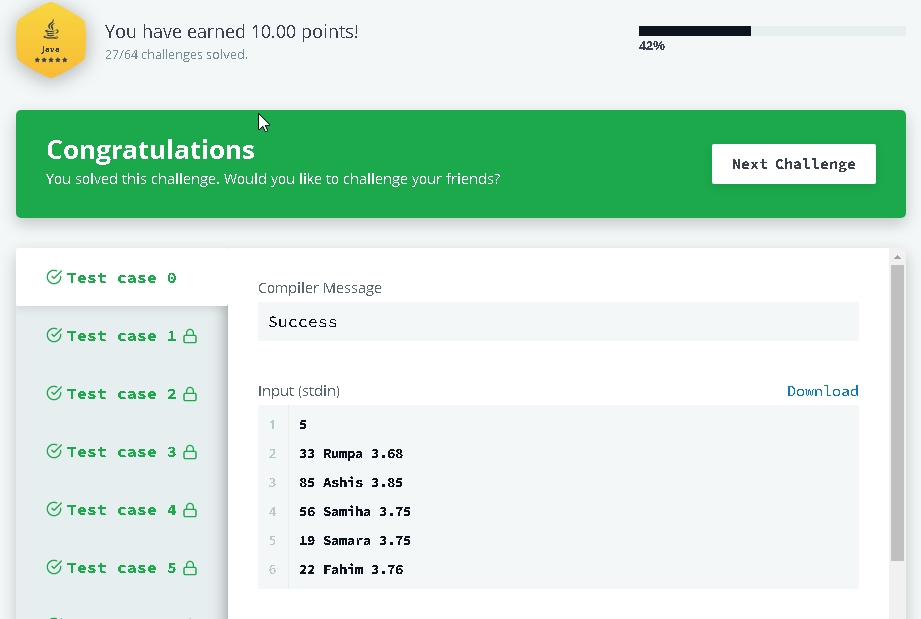 Java
You have earned 10.00 points!
27/64 challenges solved.
42%
Congratulations
You solved this challenge. Would you like to challenge your friends?
Next Challenge
Test case 0
Test case 1
Test case 2
Test case 3
Test case 4
Test case 5
Compiler Message
Success
Input (stdin)
Download
1 5
2 33 Rumpa 3.68
3 85 Ashis 3.85
4 56 Samiha 3.75
5 19 Samara 3.75
6 22 Fahim 3.76